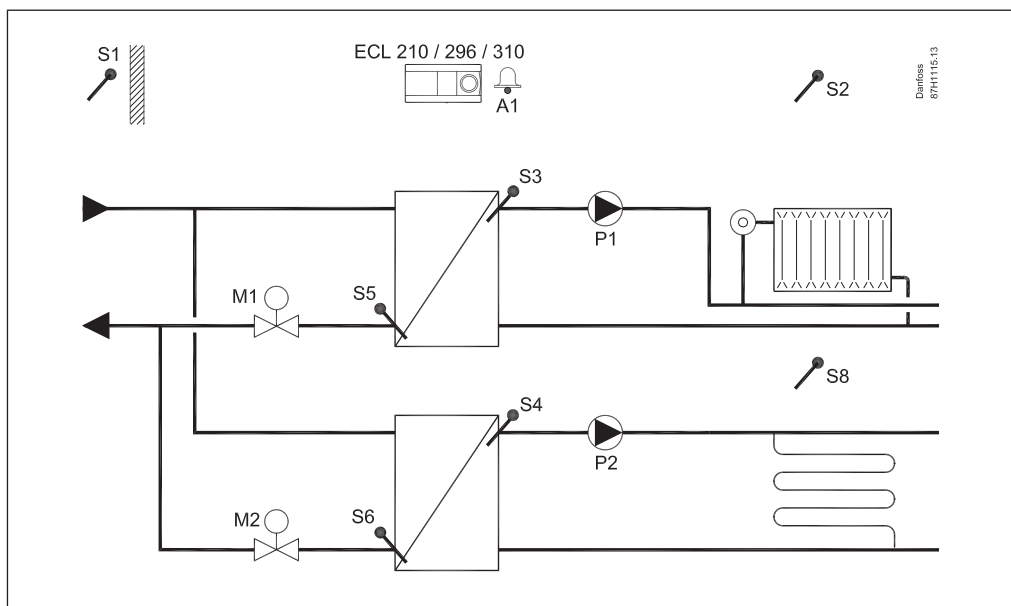 S1
ECL 210 / 296 / 310
A1
S2
Danfoss
87H1115.13
S3
P1
M1
S5
S8
S4
P2
M2
S6